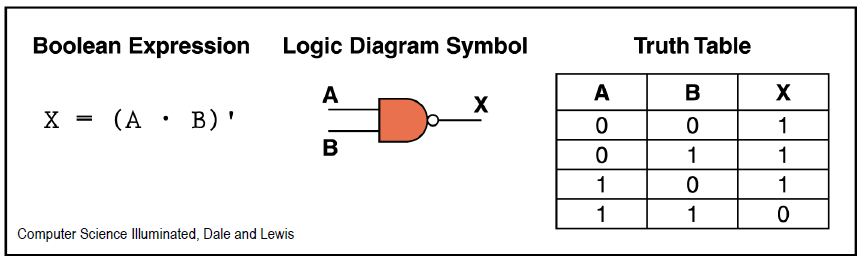 Boolean Expression
Logic Diagram Symbol
Truth Table
X = (A · B)'
A
B
X
A B X
0 0 1
0 1 1
1 0 1
1 1 0
Computer Science Illuminated, Dale and Lewis